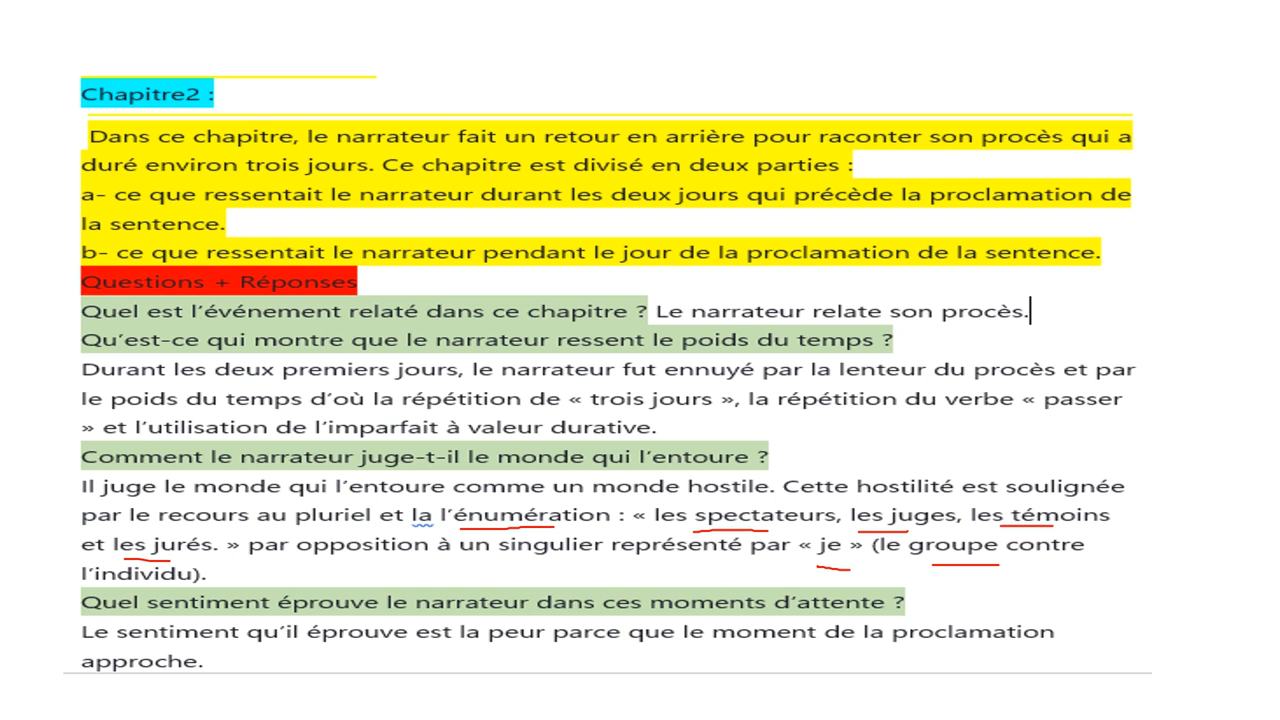 Chapitre2 :
Dans ce chapitre, le narrateur fait un retour en arrière pour raconter son procès qui a
duré environ trois jours. Ce chapitre est divisé en deux parties :
a- ce que ressentait le narrateur durant les deux jours qui précède la proclamation de
la sentence.
b- ce que ressentait le narrateur pendant le jour de la proclamation de la sentence.
Questions + Réponses
Quel est l’événement relaté dans ce chapitre ? Le narrateur relate son procès.
Qu’est-ce qui montre que le narrateur ressent le poids du temps ?
Durant les deux premiers jours, le narrateur fut ennuyé par la lenteur du procès et par
le poids du temps d’où la répétition de « trois jours », la répétition du verbe « passer
» et l’utilisation de l’imparfait à valeur durative.
Comment le narrateur juge-t-il le monde qui l’entoure ?
Il juge le monde qui l’entoure comme un monde hostile. Cette hostilité est soulignée
par le recours au pluriel et la l’énumération : « les spectateurs, les juges, les témoins
et les jurés. » par opposition à un singulier représenté par « je » (le groupe contre
l’individu).
Quel sentiment éprouve le narrateur dans ces moments d’attente ?
Le sentiment qu’il éprouve est la peur parce que le moment de la proclamation
approche.